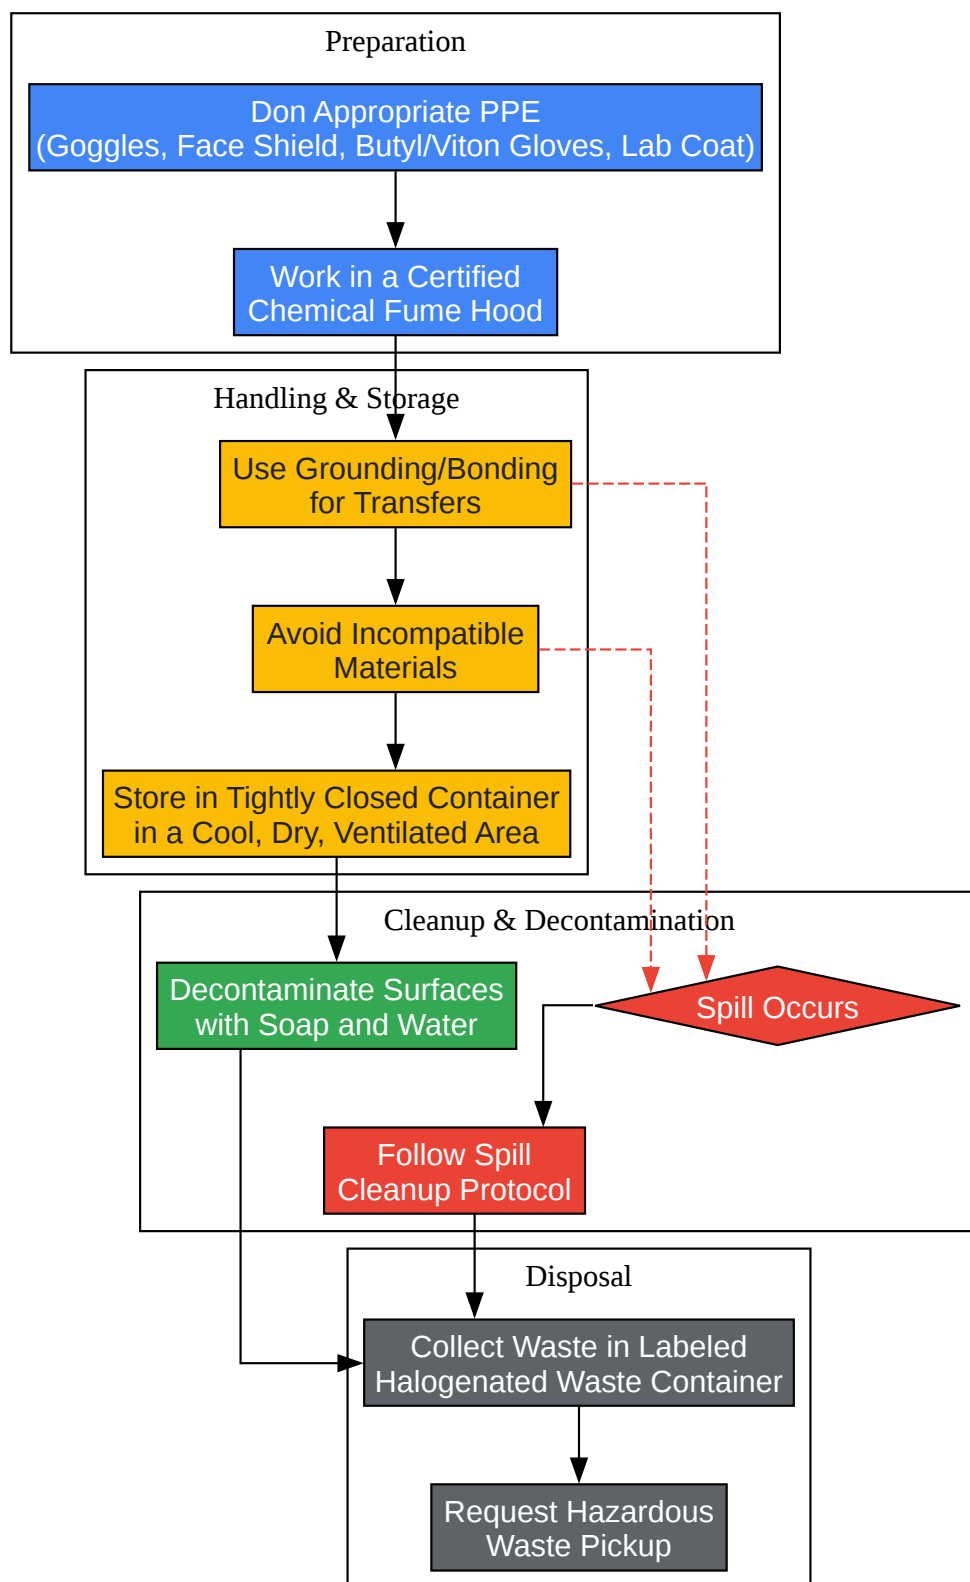 Preparation
Don Appropriate PPE
(Goggles, Face Shield, Butyl/Viton Gloves, Lab Coat)
Work in a Certified
Chemical Fume Hood
Handling & Storage
Use Grounding/Bonding
for Transfers
Avoid Incompatible
Materials
Store in Tightly Closed Container
in a Cool, Dry, Ventilated Area
Cleanup & Decontamination
Decontaminate Surfaces
with Soap and Water
Spill Occurs
Follow Spill
Cleanup Protocol
Disposal
Collect Waste in Labeled
Halogenated Waste Container
Request Hazardous
Waste Pickup